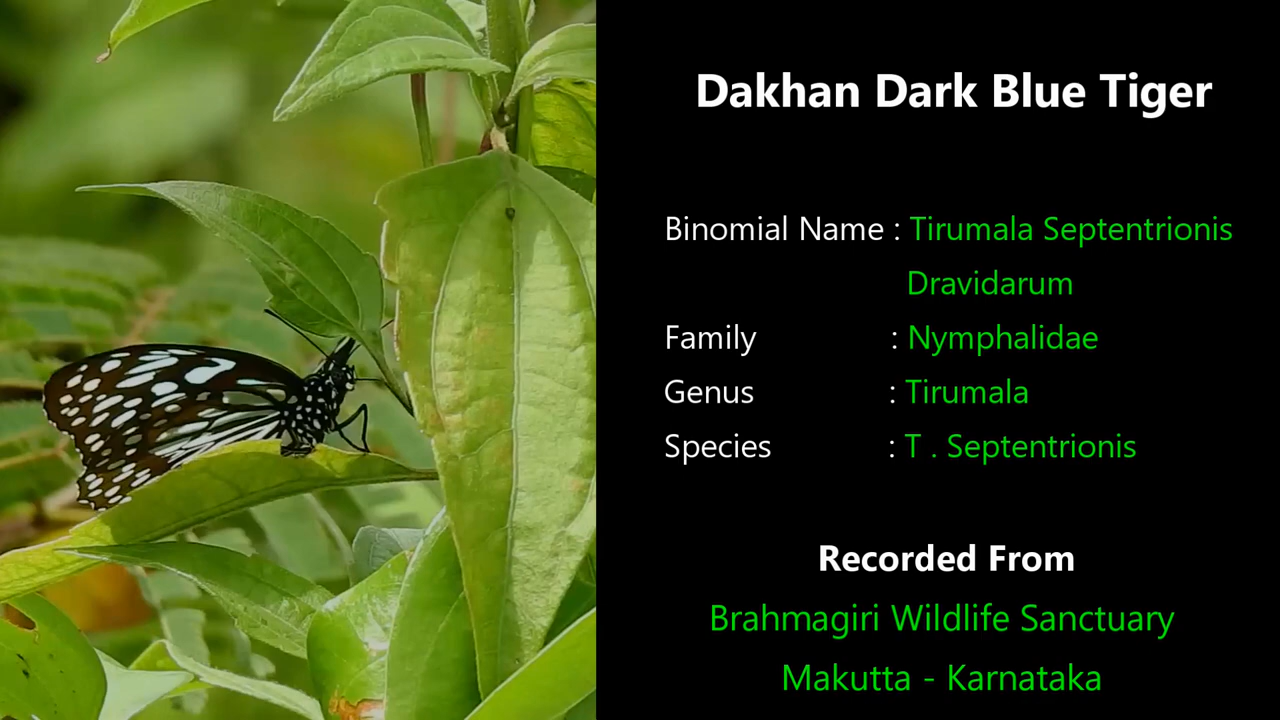 Dakhan Dark Blue Tiger
Binomial Name : Tirumala Septentrionis
Dravidarum
Family : Nymphalidae
Genus : Tirumala
Species : T . Septentrionis
Recorded From
Brahmagiri Wildlife Sanctuary
Makutta - Karnataka